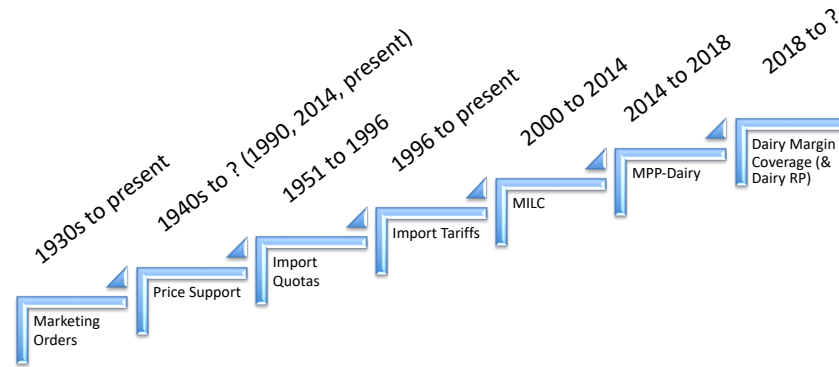 1930s to present
1940s to ? (1990, 2014, present)
1951 to 1996
1996 to present
2000 to 2014
2014 to 2018
2018 to ?
Marketing
Orders
Price Support
Import
Quotas
Import Tariffs
MILC
MPP-Dairy
Dairy Margin
Coverage (&
Dairy RP)